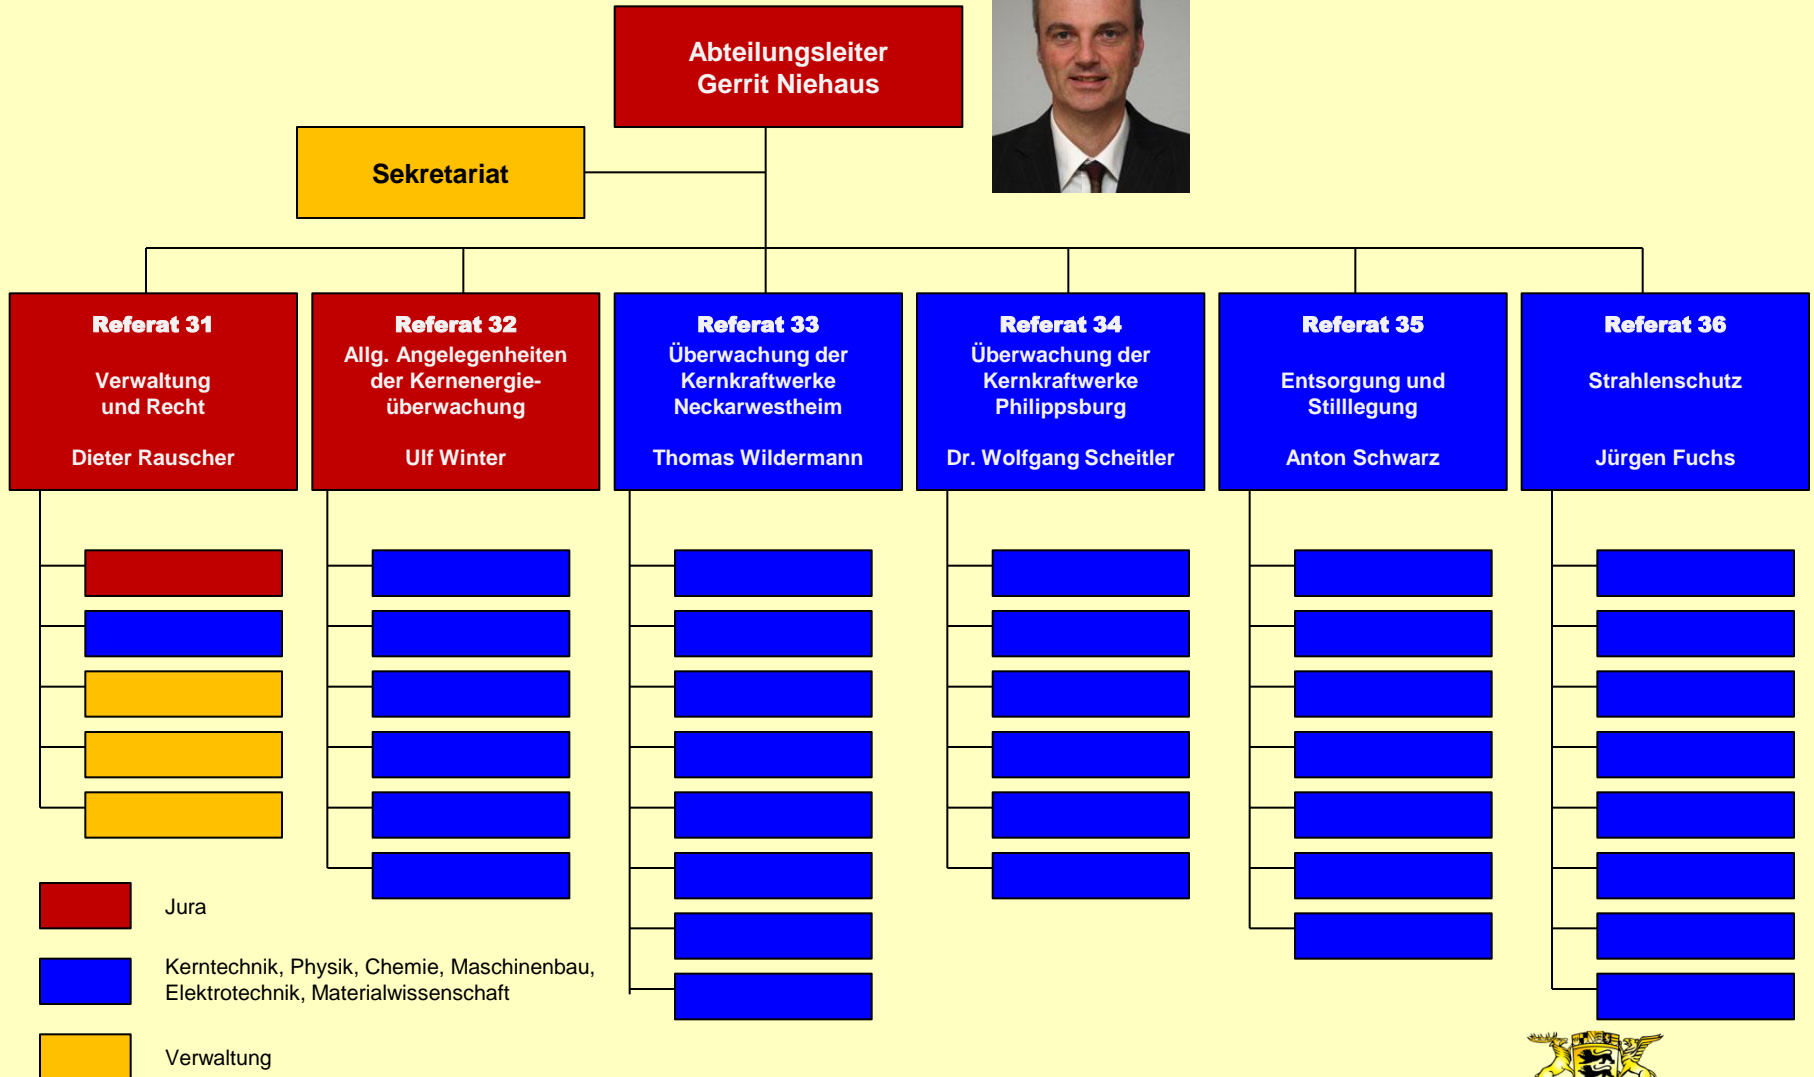 Abteilungsleiter
Gerrit Niehaus
Sekretariat
Referat 31
Verwaltung
und Recht
Dieter Rauscher
Referat 32
Allg. Angelegenheiten
der Kernenergie-
überwachung
Ulf Winter
Referat 33
Überwachung der
Kernkraftwerke
Neckarwestheim
Thomas Wildermann
Referat 34
Überwachung der
Kernkraftwerke
Philippsburg
Dr. Wolfgang Scheitler
Referat 35
Entsorgung und
Stilllegung
Anton Schwarz
Referat 36
Strahlenschutz
Jürgen Fuchs
Jura
Kerntechnik, Physik, Chemie, Maschinenbau,
Elektrotechnik, Materialwissenschaft
Verwaltung